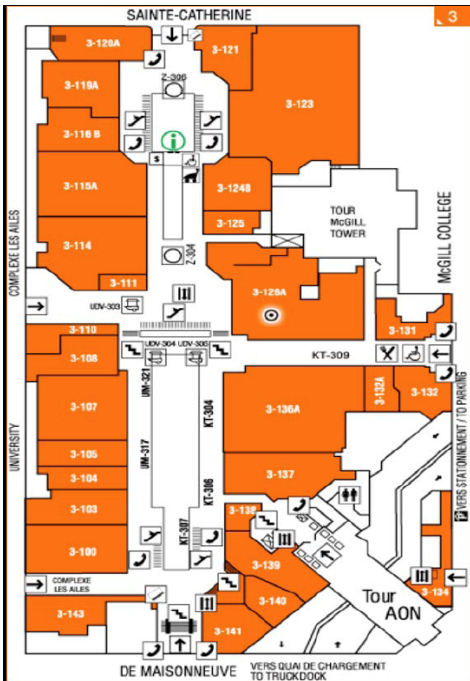 SAINTE-CATHERINE
3
3-120A
3-121
3-119A
Z-306
3-123
3-118 B
i
$
3-115A
3-124B
TOUR
McGILL
TOWER
3-125
COMPLEXE LES AILES
McGILL COLLEGE
3-114
Z-304
3-111
3-126A
UDV-303
3-110
3-131
UDV-304
UDV-305
3-108
KT-309
UM-321
KT-304
3-132A
3-132
3-107
3-136A
UNIVERSITY
UM-317
3-105
3-137
3-104
KT-306
3-103
3-138
KT-307
P VERS STATIONNEMENT / TO PARKING
3-100
3-139
COMPLEXE
LES AILES
3-140
Tour
AON
3-134
3-143
3-141
DE MAISONNEUVE
VERS QUAI DE CHARGEMENT
TO TRUCKDOCK